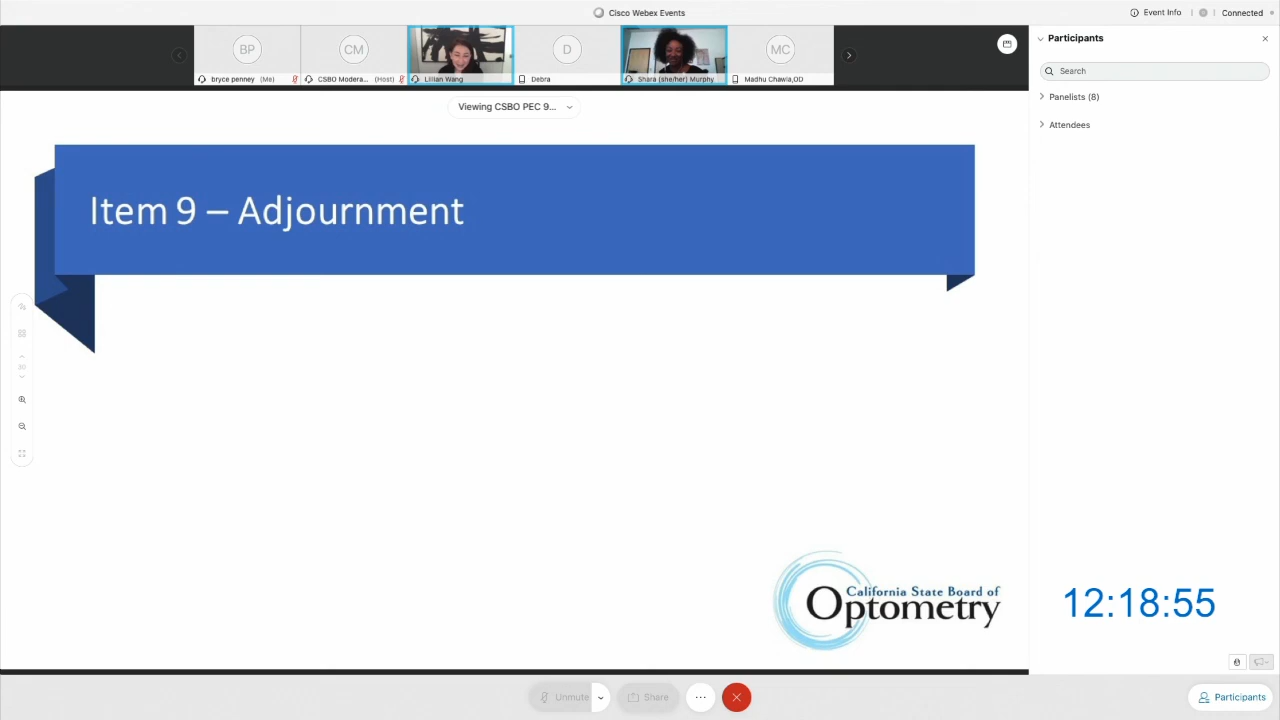 Cisco Webex Events
Event Info
Connected
BP
CM
D
MC
bryce penney (Me)
CSBO Modera... (Host)
Lillian Wang
Debra
Shara (she/her) Murphy
Madhu Chawla,OD
Participants
Search
Panelists (8)
Attendees
Viewing CSBO PEC 9...
Item 9 – Adjournment
30
California State Board of
Optometry
12:18:55
Unmute
Share
Participants